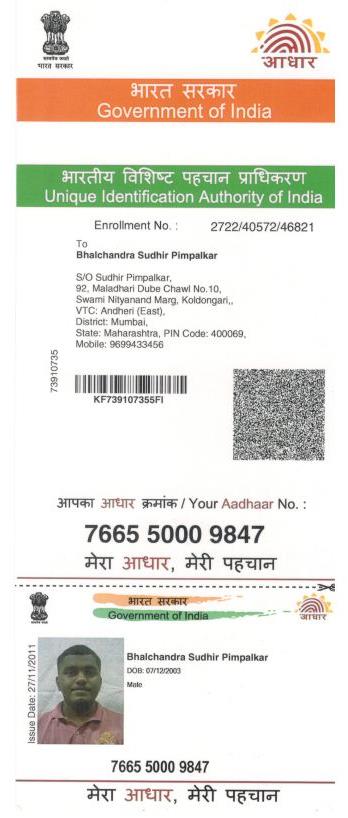 सत्यमेव जयते
भारत सरकार
आधार
भारत सरकार
Government of India
भारतीय विशिष्ट पहचान प्राधिकरण
Unique Identification Authority of India
Enrollment No. : 2722/40572/46821
To
Bhalchandra Sudhir Pimpalkar
S/O Sudhir Pimpalkar,
92, Maladhari Dube Chawl No.10,
Swami Nityanand Marg, Koldongari,,
VTC: Andheri (East),
District: Mumbai,
State: Maharashtra, PIN Code: 400069,
Mobile: 9699433456
73910735
KF739107355FI
आपका आधार क्रमांक / Your Aadhaar No. :
7665 5000 9847
मेरा आधार, मेरी पहचान
भारत सरकार
Government of India
आधार
Issue Date: 27/11/2011
Bhalchandra Sudhir Pimpalkar
DOB: 07/12/2003
Male
7665 5000 9847
मेरा आधार, मेरी पहचान